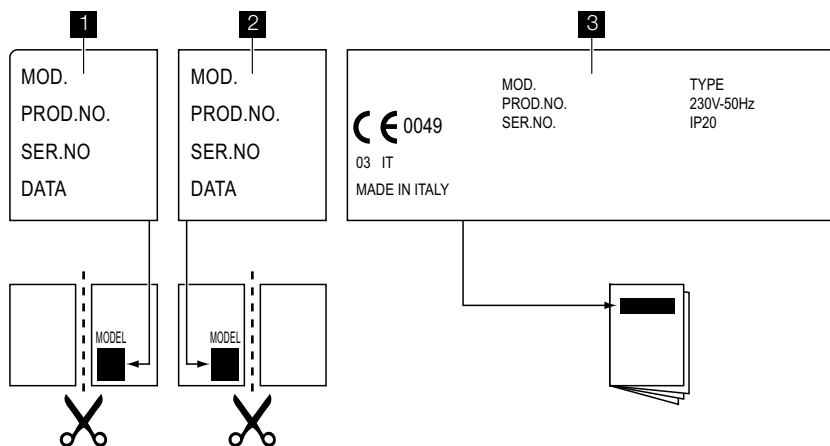 1
2
3
MOD.
PROD.NO.
SER.NO
DATA
MOD.
PROD.NO.
SER.NO
DATA
MOD.
PROD.NO.
SER.NO.
TYPE
230V-50Hz
IP20
CE 0049
03 IT
MADE IN ITALY
MODEL
MODEL